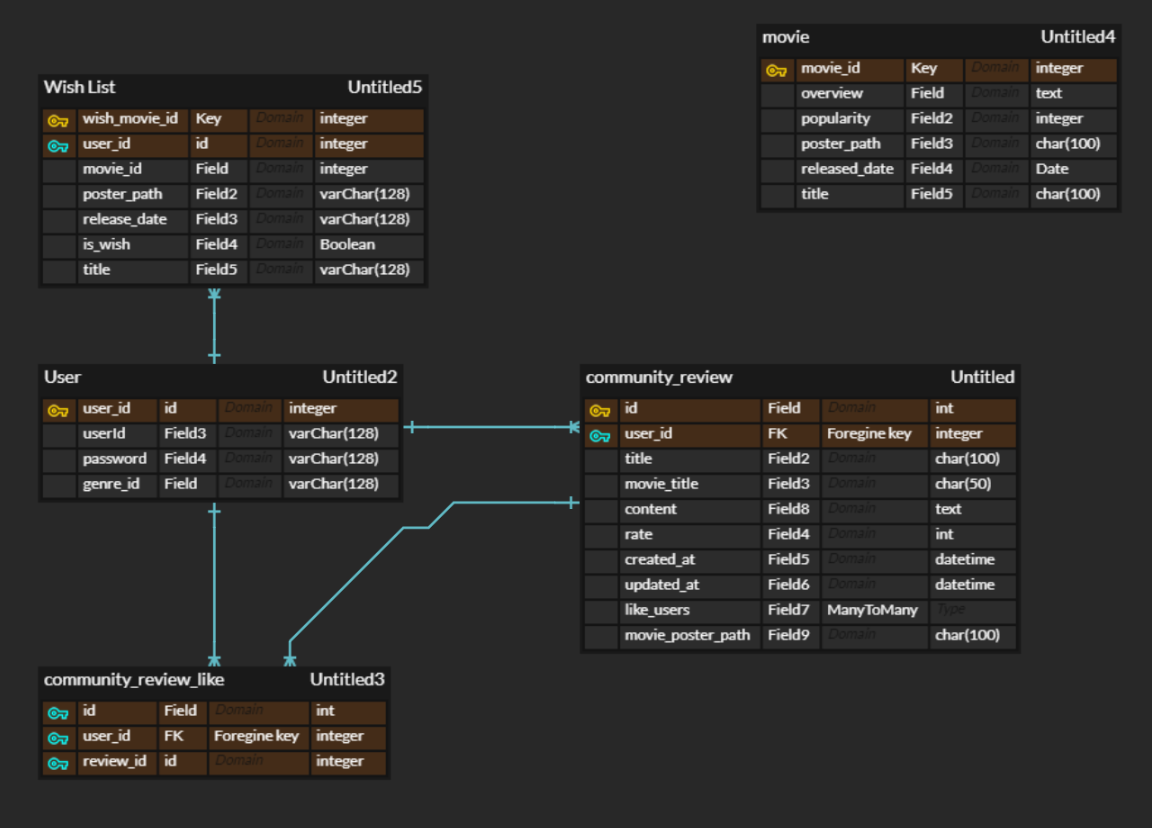 movie Untitled4
movie_id Key Domain integer
overview Field Domain text
popularity Field2 Domain integer
poster_path Field3 Domain char(100)
released_date Field4 Domain Date
title Field5 Domain char(100)
Wish List Untitled5
wish_movie_id Key Domain integer
user_id id Domain integer
movie_id Field Domain integer
poster_path Field2 Domain varChar(128)
release_date Field3 Domain varChar(128)
is_wish Field4 Domain Boolean
title Field5 Domain varChar(128)
User Untitled2
user_id id Domain integer
userId Field3 Domain varChar(128)
password Field4 Domain varChar(128)
genre_id Field Domain varChar(128)
community_review Untitled
id Field Domain int
user_id FK Foregine key integer
title Field2 Domain char(100)
movie_title Field3 Domain char(50)
content Field8 Domain text
rate Field4 Domain int
created_at Field5 Domain datetime
updated_at Field6 Domain datetime
like_users Field7 ManyToMany Type
movie_poster_path Field9 Domain char(100)
community_review_like Untitled3
id Field Domain int
user_id FK Foregine key integer
review_id id Domain integer